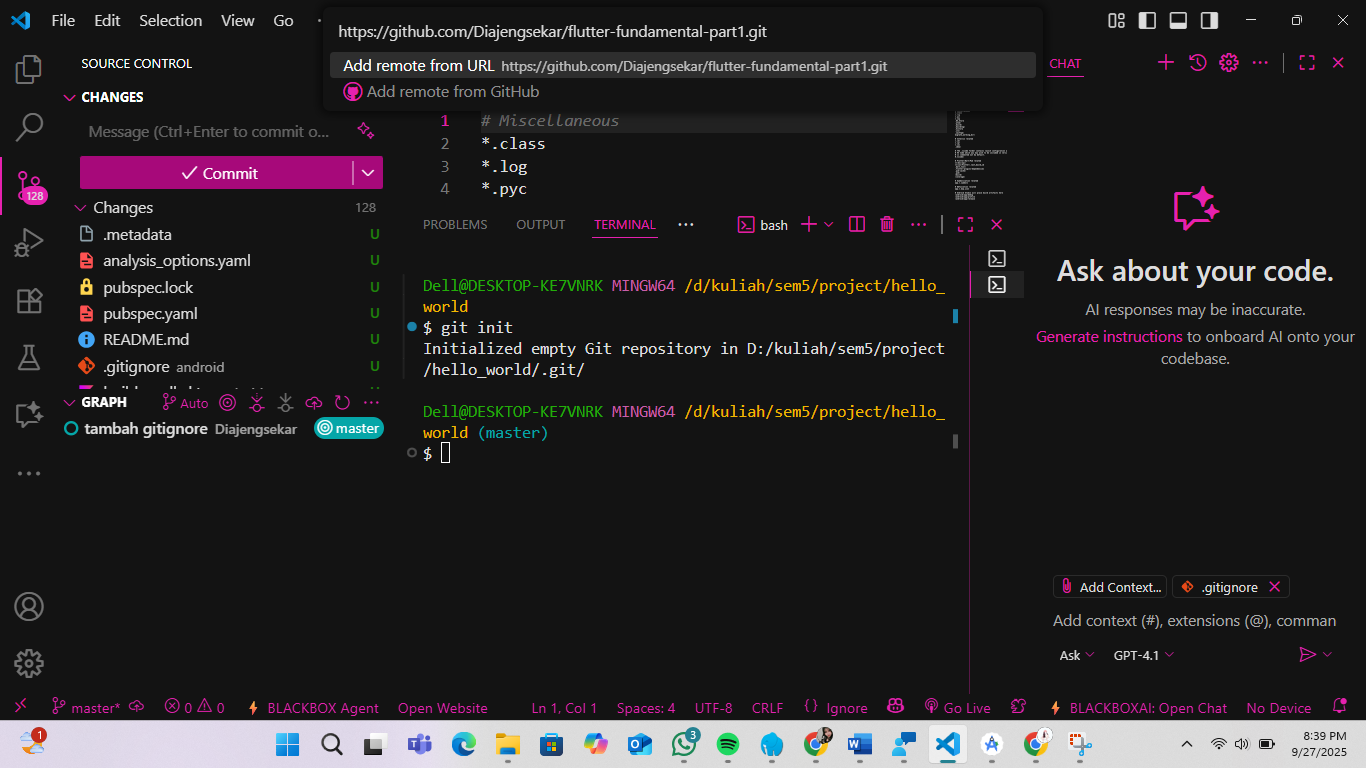 File Edit Selection View Go
https://github.com/Diajengsekar/flutter-fundamental-part1.git
Add remote from URL https://github.com/Diajengsekar/flutter-fundamental-part1.git
Add remote from GitHub
SOURCE CONTROL
CHANGES
Message (Ctrl+Enter to commit o...
Commit
Changes 128
.metadata U
analysis_options.yaml U
pubspec.lock U
pubspec.yaml U
README.md U
.gitignore android U
128
GRAPH Auto
tambah gitignore Diajengsekar master
1 # Miscellaneous
2 *.class
3 *.log
4 *.pyc
PROBLEMS OUTPUT TERMINAL ··· bash
Dell@DESKTOP-KE7VNRK MINGW64 /d/kuliah/sem5/project/hello_
world
$ git init
Initialized empty Git repository in D:/kuliah/sem5/project
/hello_world/.git/
Dell@DESKTOP-KE7VNRK MINGW64 /d/kuliah/sem5/project/hello_
world (master)
$
CHAT
Ask about your code.
AI responses may be inaccurate.
Generate instructions to onboard AI onto your
codebase.
Add Context... .gitignore
Add context (#), extensions (@), comman
Ask GPT-4.1
master* 0 0 BLACKBOX Agent Open Website Ln 1, Col 1 Spaces: 4 UTF-8 CRLF {} Ignore Go Live BLACKBOXAI: Open Chat No Device
1 3 8:39 PM
9/27/2025